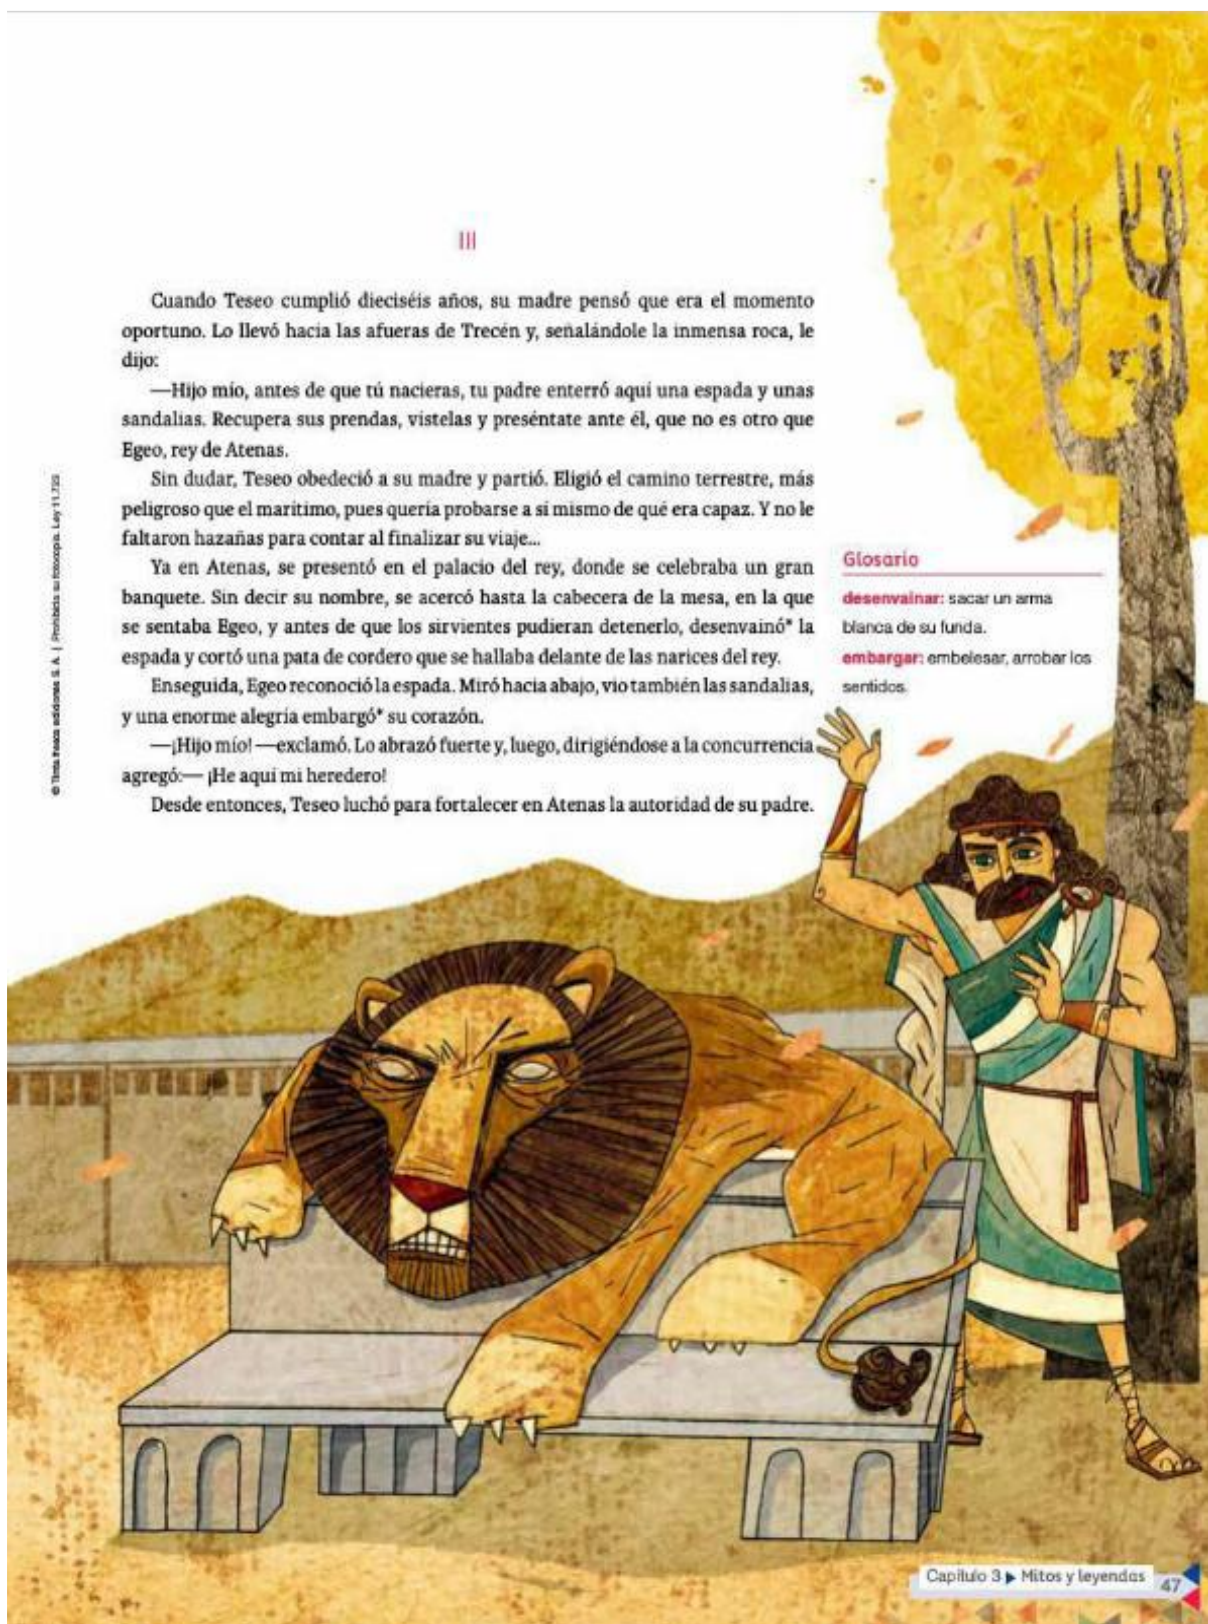 III
Cuando Teseo cumplió dieciséis años, su madre pensó que era el momento
oportuno. Lo llevó hacia las afueras de Trecén y, señalándole la inmensa roca, le
dijo:
—Hijo mío, antes de que tú nacieras, tu padre enterró aquí una espada y unas
sandalias. Recupera sus prendas, vístelas y preséntate ante él, que no es otro que
Egeo, rey de Atenas.
Sin dudar, Teseo obedeció a su madre y partió. Eligió el camino terrestre, más
peligroso que el marítimo, pues quería probarse a sí mismo de qué era capaz. Y no le
faltaron hazañas para contar al finalizar su viaje...
Ya en Atenas, se presentó en el palacio del rey, donde se celebraba un gran
banquete. Sin decir su nombre, se acercó hasta la cabecera de la mesa, en la que
se sentaba Egeo, y antes de que los sirvientes pudieran detenerlo, desenvainó* la
espada y cortó una pata de cordero que se hallaba delante de las narices del rey.
Enseguida, Egeo reconoció la espada. Miró hacia abajo, vio también las sandalias,
y una enorme alegría embargó* su corazón.
—¡Hijo mío! —exclamó. Lo abrazó fuerte y, luego, dirigiéndose a la concurrencia
agregó:— ¡He aquí mi heredero!
Desde entonces, Teseo luchó para fortalecer en Atenas la autoridad de su padre.
Glosario
desenvainar: sacar un arma
blanca de su funda.
embargar: embelesar, arrobar los
sentidos.
© Tinta fresca ediciones S. A. | Prohibida su fotocopia. Ley 11.723
Capítulo 3 ▶ Mitos y leyendas
47